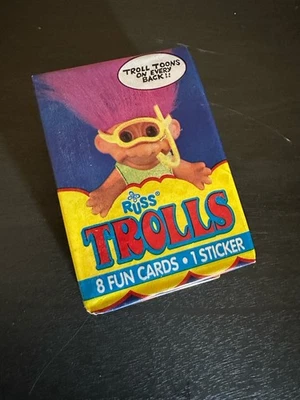 TROLL TOONS
ON EVERY
BACK!!
RUSS®
TROLLS
8 FUN CARDS • 1 STICKER